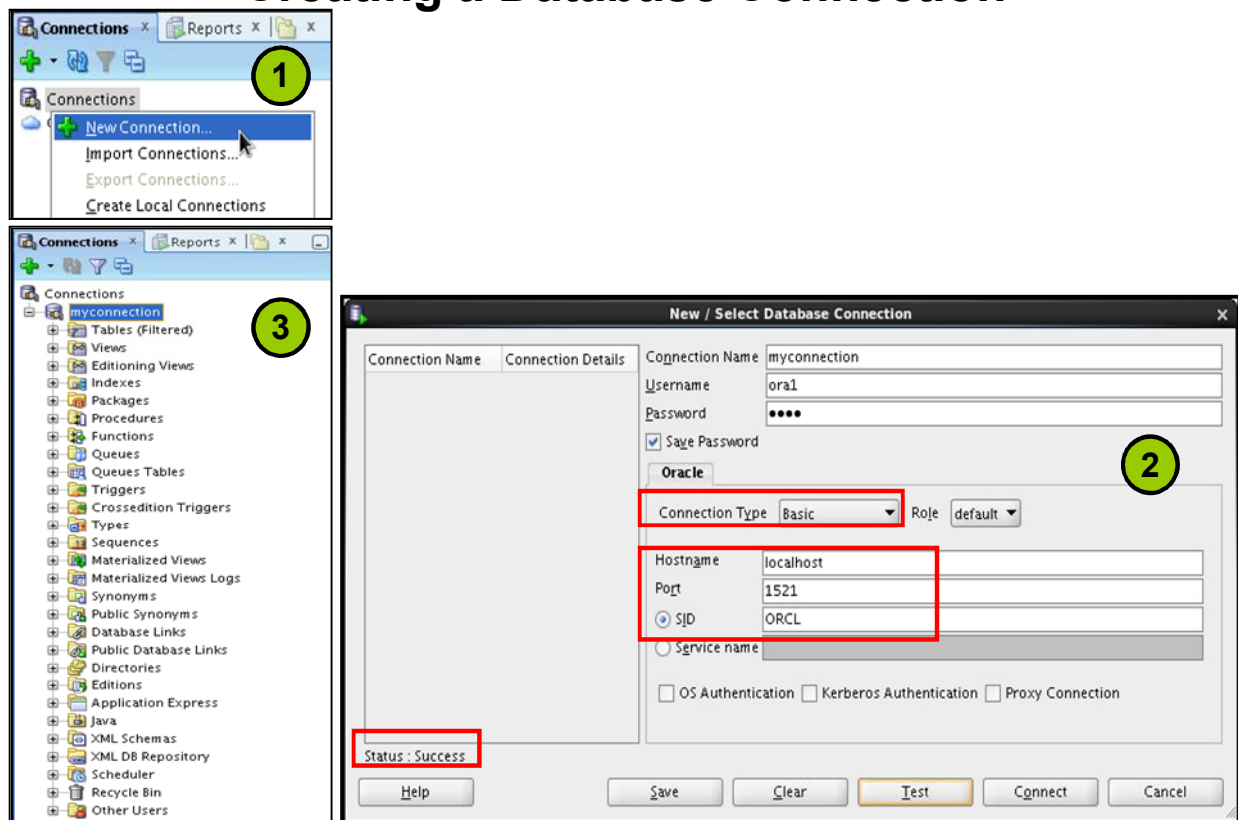 Creating a Database Connection
Connections
Reports
1
Connections
New Connection...
Import Connections...
Export Connections...
Create Local Connections
Connections
Reports
3
Connections
myconnection
Tables (Filtered)
Views
Editioning Views
Indexes
Packages
Procedures
Functions
Queues
Queues Tables
Triggers
Crossedition Triggers
Types
Sequences
Materialized Views
Materialized Views Logs
Synonyms
Public Synonyms
Database Links
Public Database Links
Directories
Editions
Application Express
Java
XML Schemas
XML DB Repository
Scheduler
Recycle Bin
Other Users
New / Select Database Connection
Connection Name Connection Details
Connection Name myconnection
Username ora1
Password ••••
Save Password
Oracle
2
Connection Type Basic Role default
Hostname localhost
Port 1521
SID ORCL
Service name
OS Authentication Kerberos Authentication Proxy Connection
Status : Success
Help Save Clear Test Connect Cancel